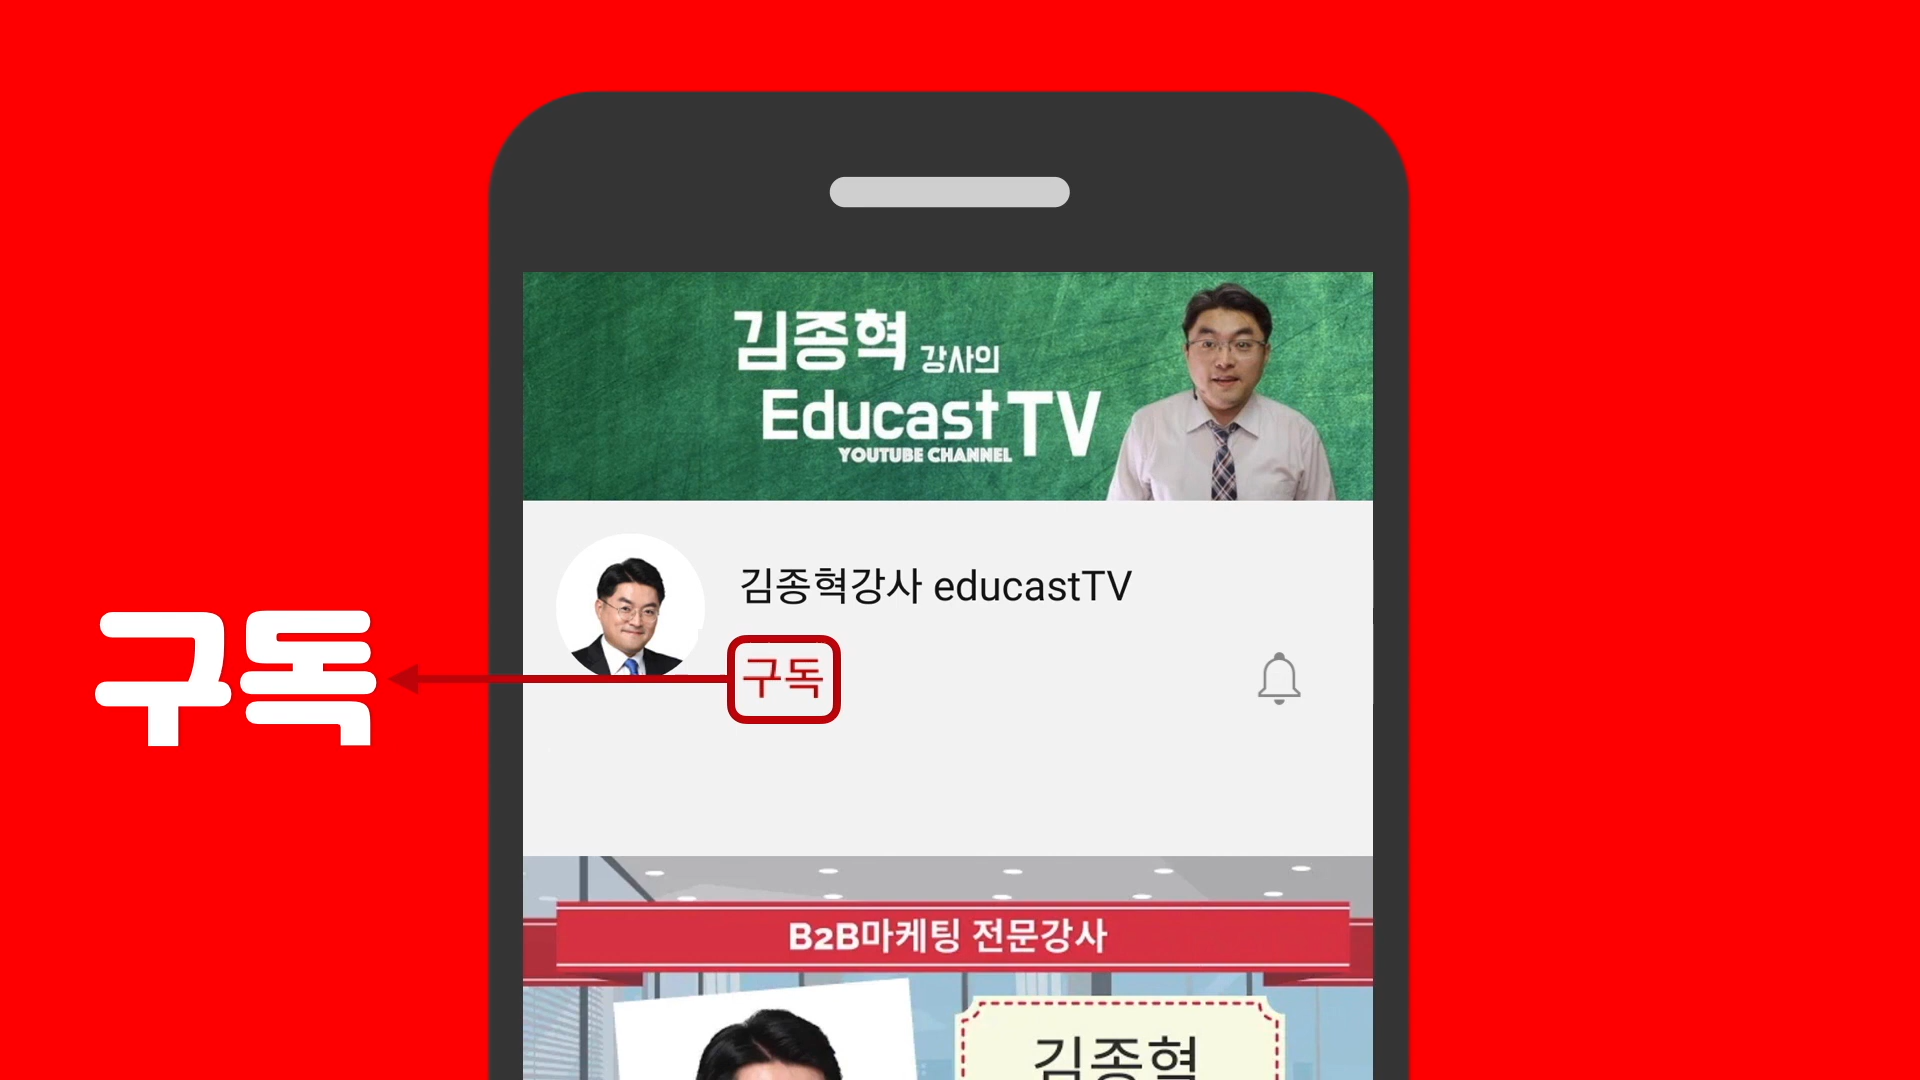 김종혁 강사의
Educast TV
YOUTUBE CHANNEL
김종혁강사 educastTV
구독
구독
B2B마케팅 전문강사
김종혁